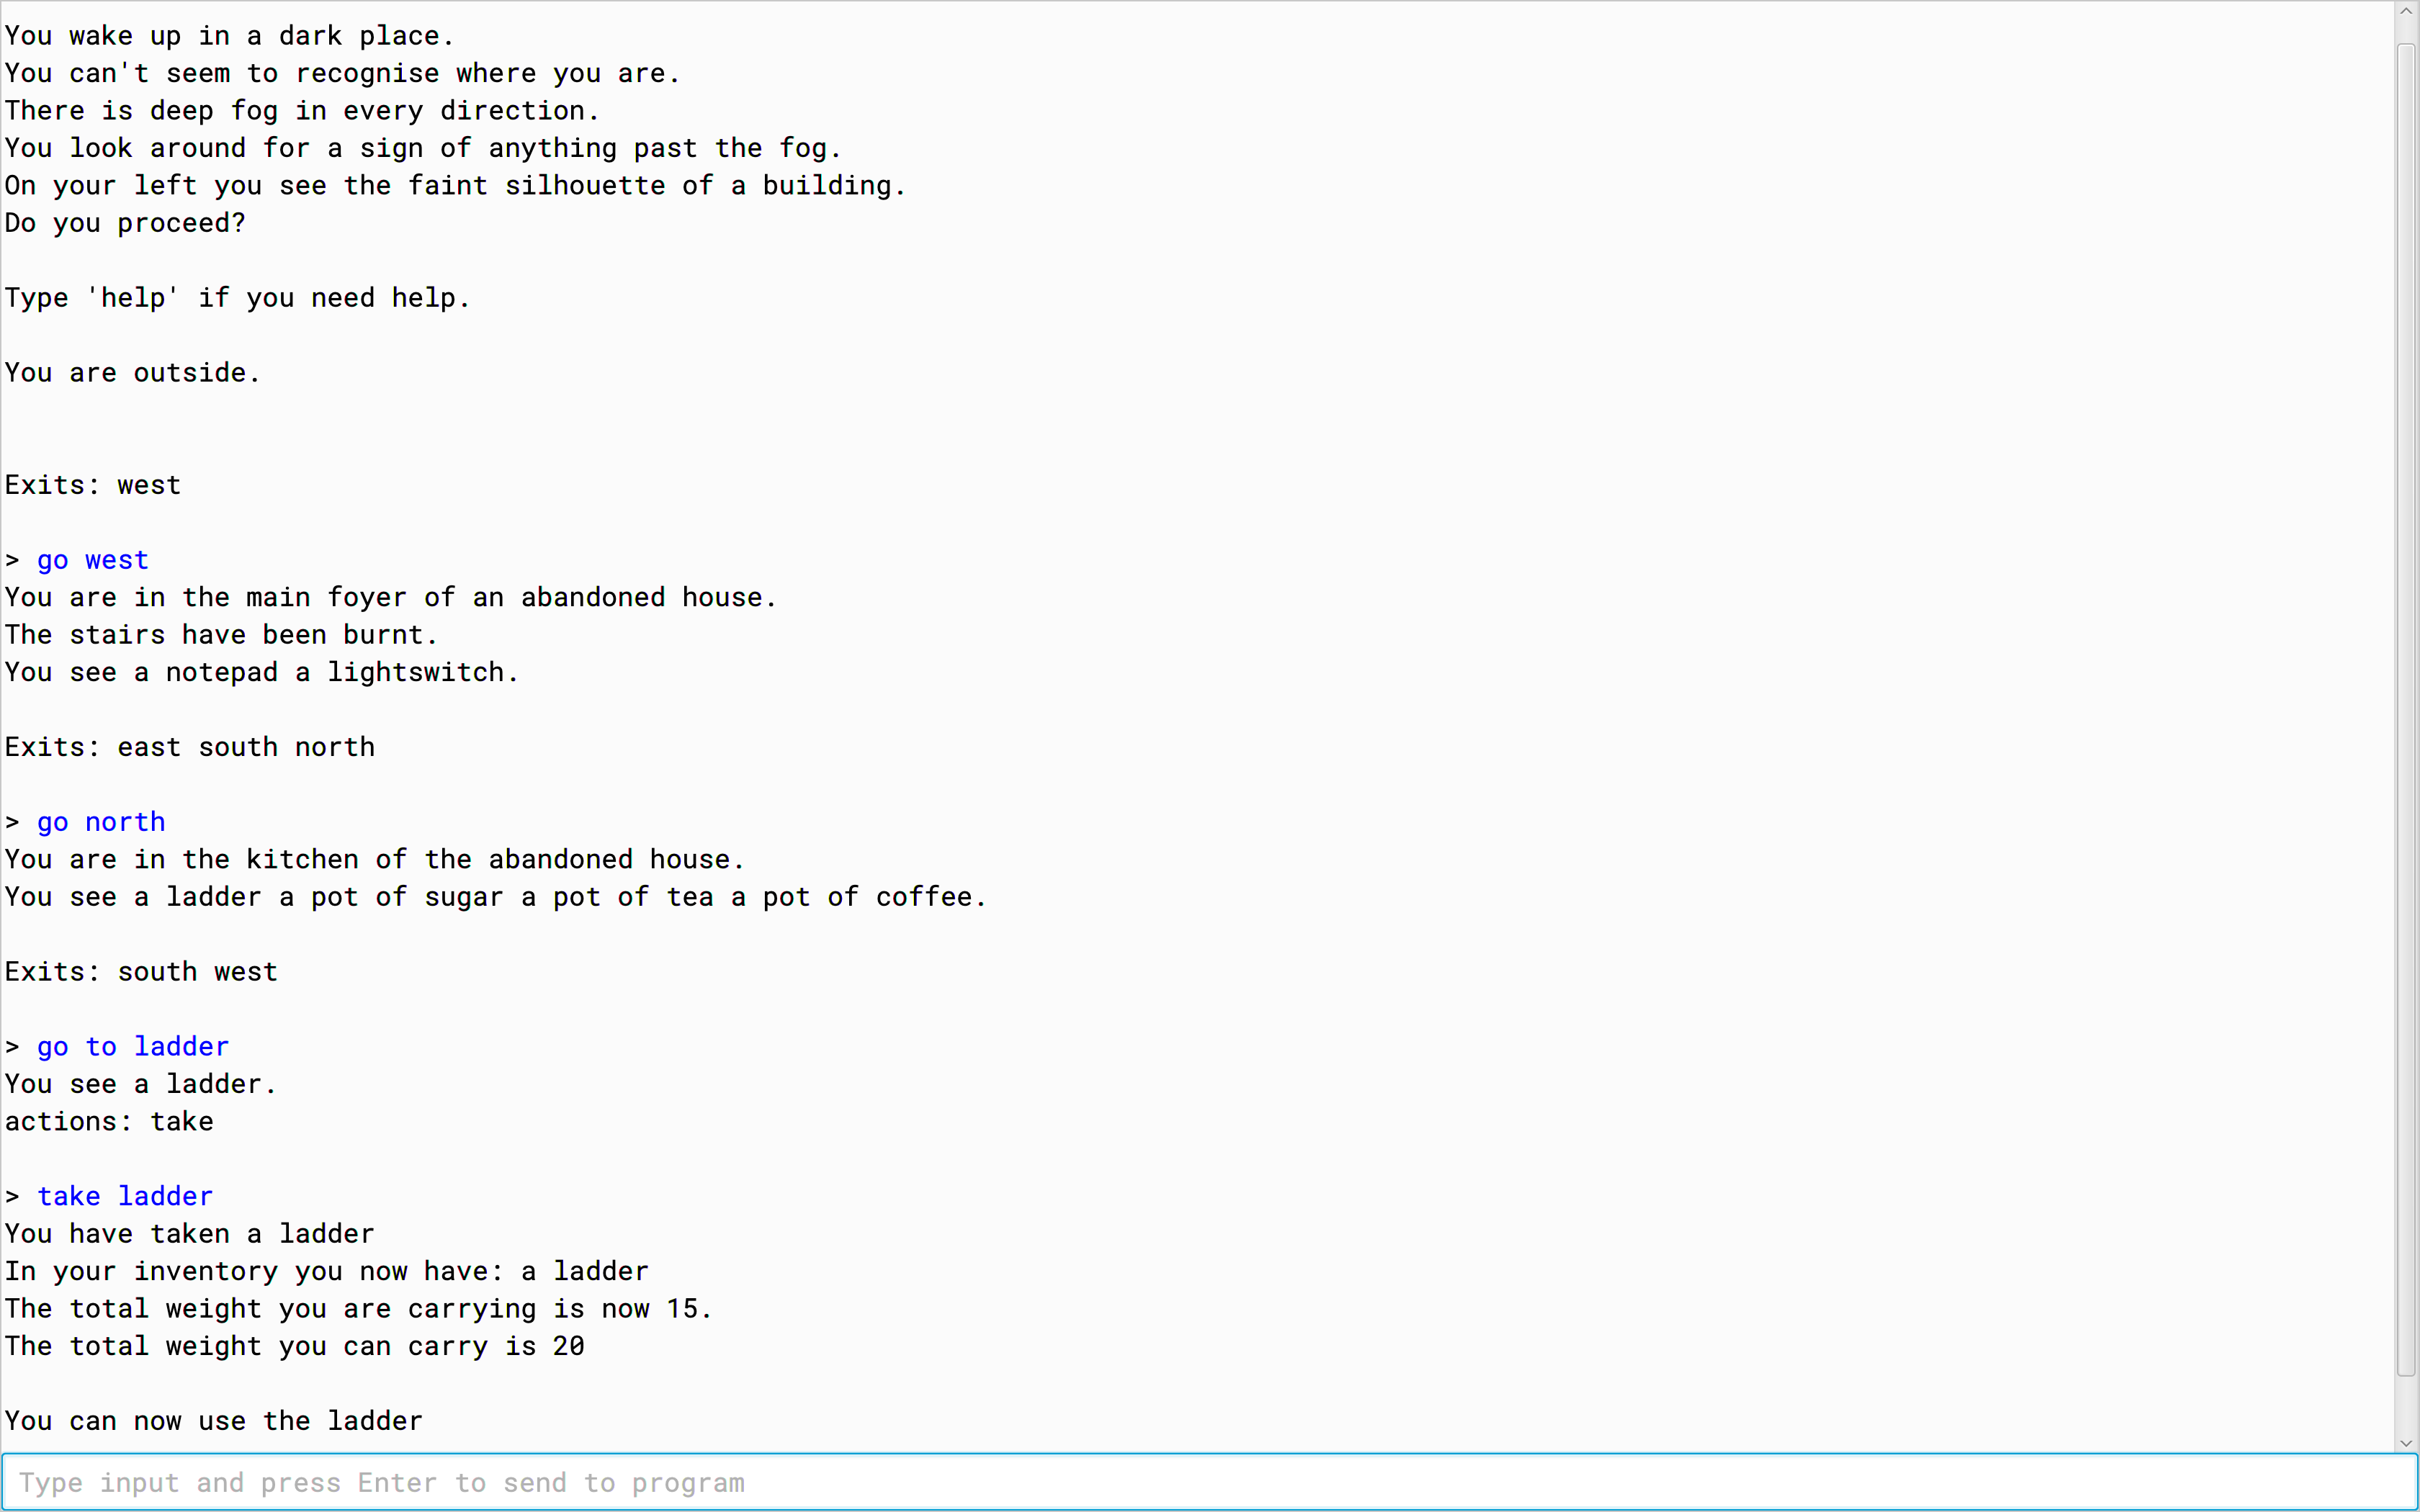 You wake up in a dark place.
You can't seem to recognise where you are.
There is deep fog in every direction.
You look around for a sign of anything past the fog.
On your left you see the faint silhouette of a building.
Do you proceed?
Type 'help' if you need help.
You are outside.
Exits: west
> go west
You are in the main foyer of an abandoned house.
The stairs have been burnt.
You see a notepad a lightswitch.
Exits: east south north
> go north
You are in the kitchen of the abandoned house.
You see a ladder a pot of sugar a pot of tea a pot of coffee.
Exits: south west
> go to ladder
You see a ladder.
actions: take
> take ladder
You have taken a ladder
In your inventory you now have: a ladder
The total weight you are carrying is now 15.
The total weight you can carry is 20
You can now use the ladder
Type input and press Enter to send to program